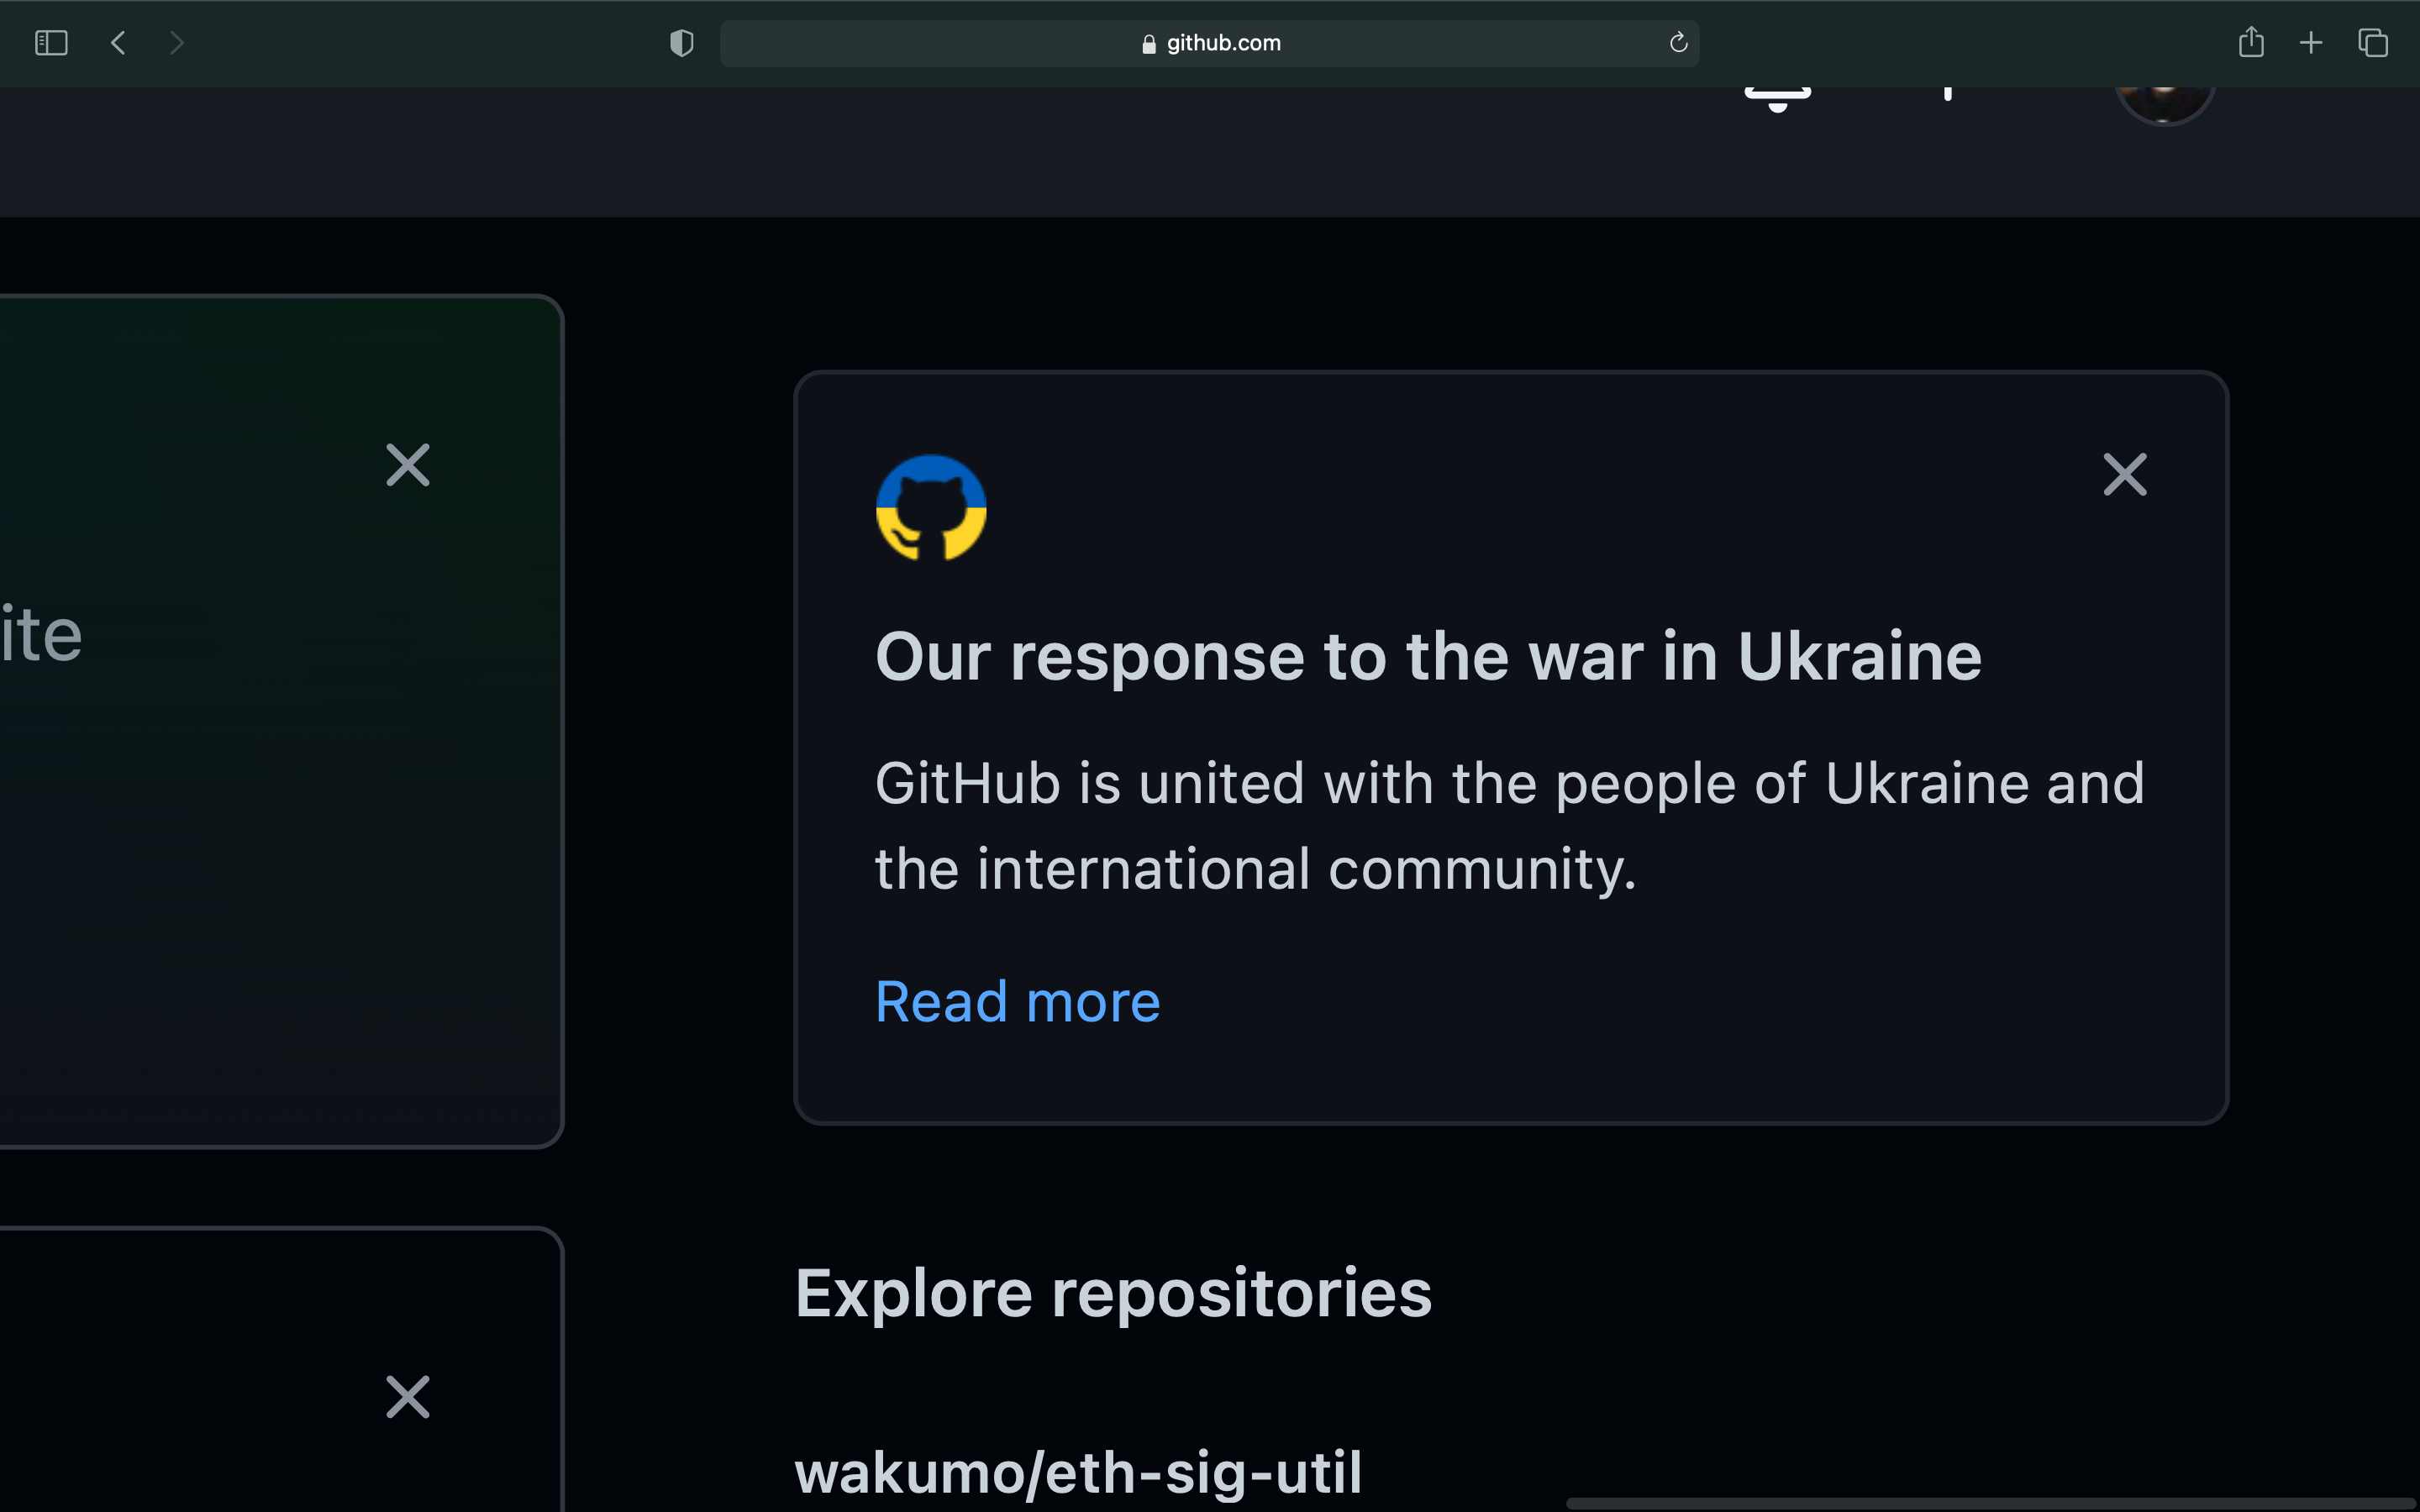 github.com
ite
Our response to the war in Ukraine
GitHub is united with the people of Ukraine and
the international community.
Read more
Explore repositories
wakumo/eth-sig-util